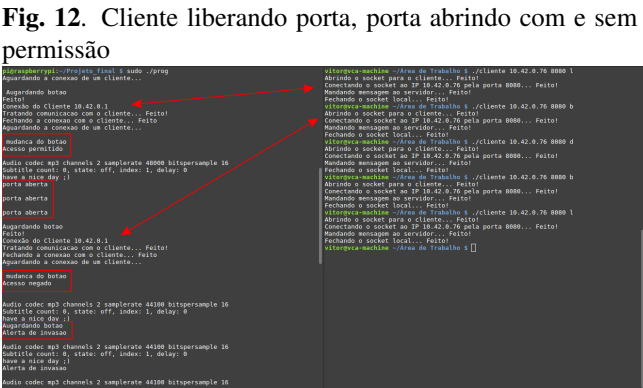 Fig. 12. Cliente liberando porta, porta abrindo com e sem
permissão
pi@raspberrypi:~/Projeto_final $ sudo ./prog
Aguardando a conexao de um cliente...
Augardando botao
Feito!
Conexão do Cliente 10.42.0.1
Tratando comunicacao com o cliente... Feito!
Fechando a conexao com o cliente... Feito
Aguardando a conexao de um cliente...
mudanca do botao
Acesso permitido
Audio codec mp3 channels 2 samplerate 48000 bitspersample 16
Subtitle count: 0, state: off, index: 1, delay: 0
have a nice day ;)
porta aberta
porta aberta
porta aberta
Augardando botao
Feito!
Conexão do Cliente 10.42.0.1
Tratando comunicacao com o cliente... Feito!
Fechando a conexao com o cliente... Feito
Aguardando a conexao de um cliente...
mudanca do botao
Acesso negado
Audio codec mp3 channels 2 samplerate 44100 bitspersample 16
Subtitle count: 0, state: off, index: 1, delay: 0
have a nice day ;)
Augardando botao
Alerta de invasao
Audio codec mp3 channels 2 samplerate 44100 bitspersample 16
Subtitle count: 0, state: off, index: 1, delay: 0
have a nice day ;)
Alerta de invasao
Audio codec mp3 channels 2 samplerate 44100 bitspersample 16
vitor@vca-machine ~/Area de Trabalho $ ./cliente 10.42.0.76 8080 l
Abrindo o socket para o cliente... Feito!
Conectando o socket ao IP 10.42.0.76 pela porta 8080... Feito!
Mandando mensagem ao servidor... Feito!
Fechando o socket local... Feito!
vitor@vca-machine ~/Area de Trabalho $ ./cliente 10.42.0.76 8080 b
Abrindo o socket para o cliente... Feito!
Conectando o socket ao IP 10.42.0.76 pela porta 8080... Feito!
Mandando mensagem ao servidor... Feito!
Fechando o socket local... Feito!
vitor@vca-machine ~/Area de Trabalho $ ./cliente 10.42.0.76 8080 d
Abrindo o socket para o cliente... Feito!
Conectando o socket ao IP 10.42.0.76 pela porta 8080... Feito!
Mandando mensagem ao servidor... Feito!
Fechando o socket local... Feito!
vitor@vca-machine ~/Area de Trabalho $ ./cliente 10.42.0.76 8080 b
Abrindo o socket para o cliente... Feito!
Conectando o socket ao IP 10.42.0.76 pela porta 8080... Feito!
Mandando mensagem ao servidor... Feito!
Fechando o socket local... Feito!
vitor@vca-machine ~/Area de Trabalho $ ./cliente 10.42.0.76 8080 l
Abrindo o socket para o cliente... Feito!
Conectando o socket ao IP 10.42.0.76 pela porta 8080... Feito!
Mandando mensagem ao servidor... Feito!
Fechando o socket local... Feito!
vitor@vca-machine ~/Area de Trabalho $